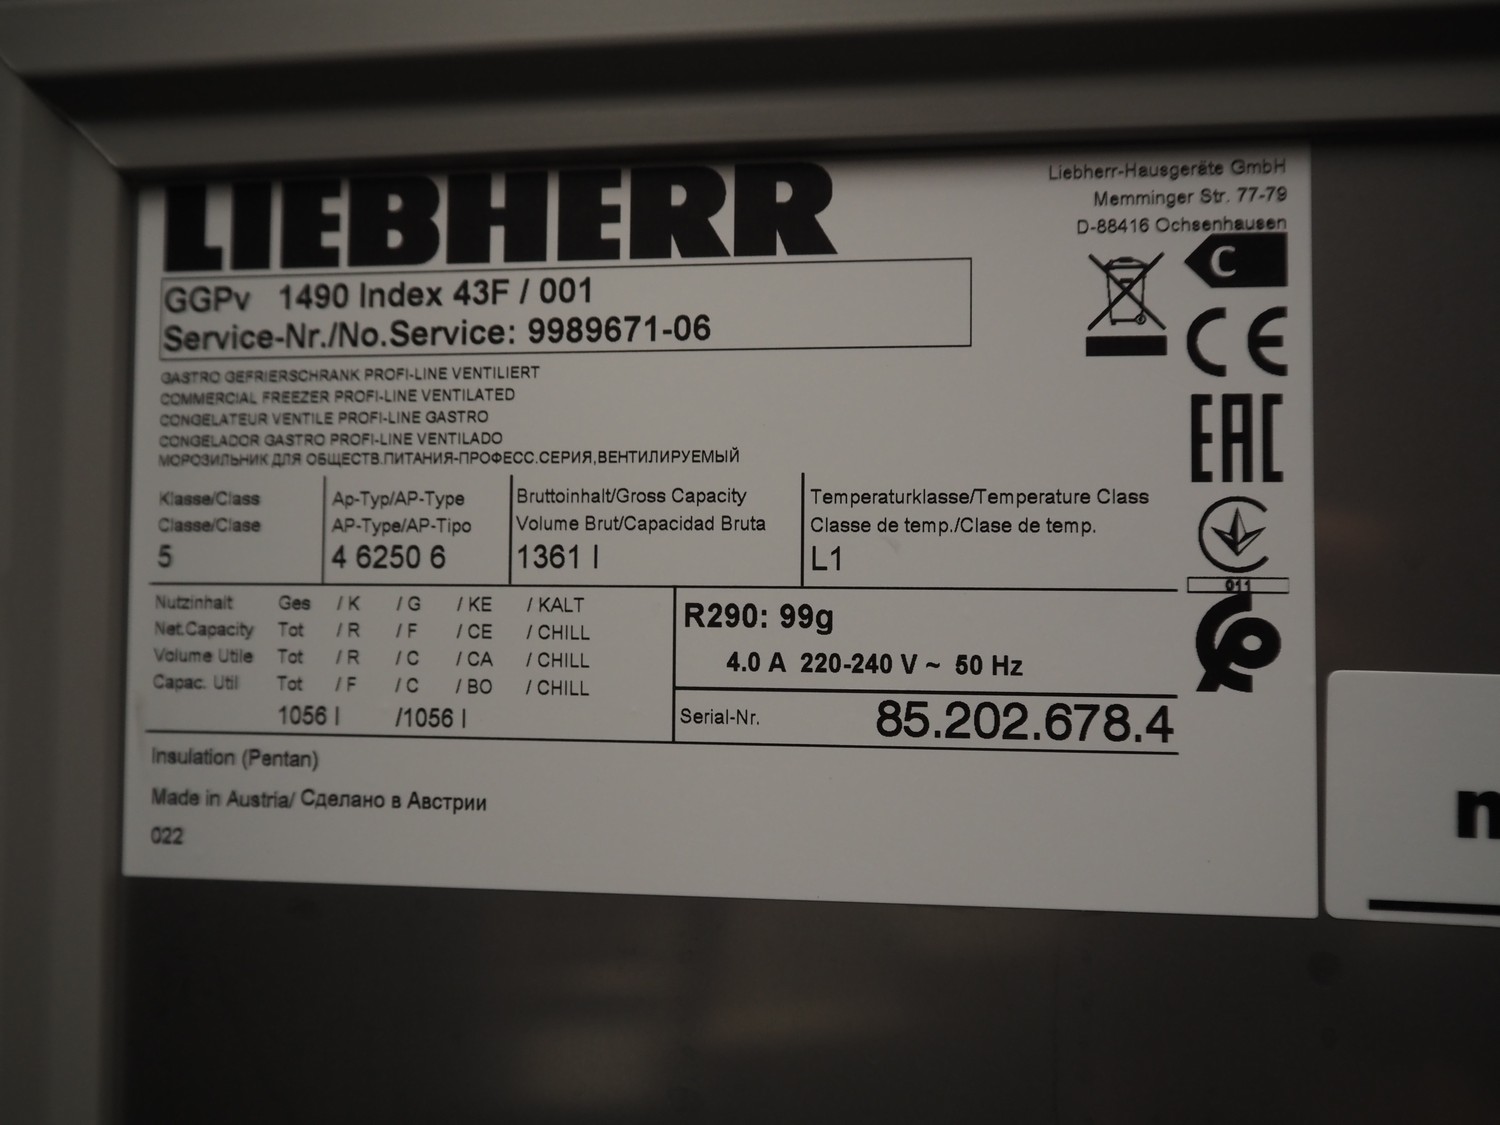 LIEBHERR
Liebherr-Hausgeräte GmbH
Memminger Str. 77-79
D-88416 Ochsenhausen
GGPv 1490 Index 43F / 001
Service-Nr./No.Service: 9989671-06
C
CE
EAC
GASTRO GEFRIERSCHRANK PROFI-LINE VENTILIERT
COMMERCIAL FREEZER PROFI-LINE VENTILATED
CONGELATEUR VENTILE PROFI-LINE GASTRO
CONGELADOR GASTRO PROFI-LINE VENTILADO
МОРОЗИЛЬНИК ДЛЯ ОБЩЕСТВ.ПИТАНИЯ-ПРОФЕСС.СЕРИЯ,ВЕНТИЛИРУЕМЫЙ
Klasse/Class
Classe/Clase
5
Ap-Typ/AP-Type
AP-Type/AP-Tipo
4 6250 6
Bruttoinhalt/Gross Capacity
Volume Brut/Capacidad Bruta
1361 l
Temperaturklasse/Temperature Class
Classe de temp./Clase de temp.
L1
011
Nutzinhalt Ges / K / G / KE / KALT
Net.Capacity Tot / R / F / CE / CHILL
Volume Utile Tot / R / C / CA / CHILL
Capac. Util Tot / F / C / BO / CHILL
1056 l /1056 l
R290: 99g
4.0 A 220-240 V ~ 50 Hz
Serial-Nr. 85.202.678.4
Insulation (Pentan)
Made in Austria/ Сделано в Австрии
022